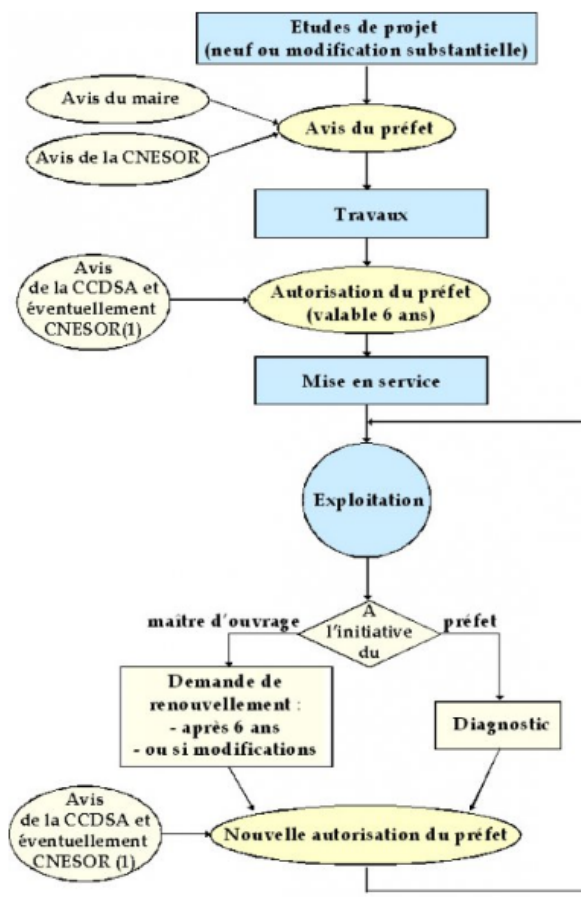 Etudes de projet
(neuf ou modification substantielle)
Avis du maire
Avis du préfet
Avis de la CNESOR
Travaux
Avis
de la CCDSA et
éventuellement
CNESOR(1)
Autorisation du préfet
(valable 6 ans)
Mise en service
Exploitation
maître d'ouvrage
A
l'initiative
du
préfet
Demande de
renouvellement :
- après 6 ans
- ou si modifications
Diagnostic
Avis
de la CCDSA et
éventuellement
CNESOR (1)
Nouvelle autorisation du préfet